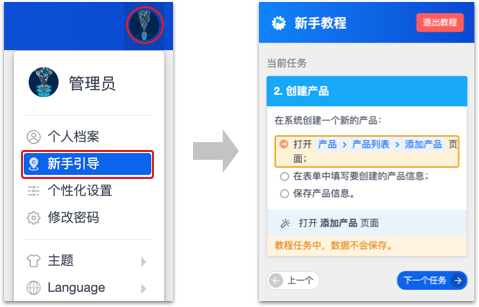 管理员
个人档案
新手引导
个性化设置
修改密码
主题
Language
新手教程
退出教程
当前任务
2. 创建产品
在系统创建一个新的产品：
打开 产品 > 产品列表 > 添加产品 页
面；
在表单中填写要创建的产品信息；
保存产品信息。
打开 添加产品 页面
教程任务中，数据不会保存。
上一个
下一个任务